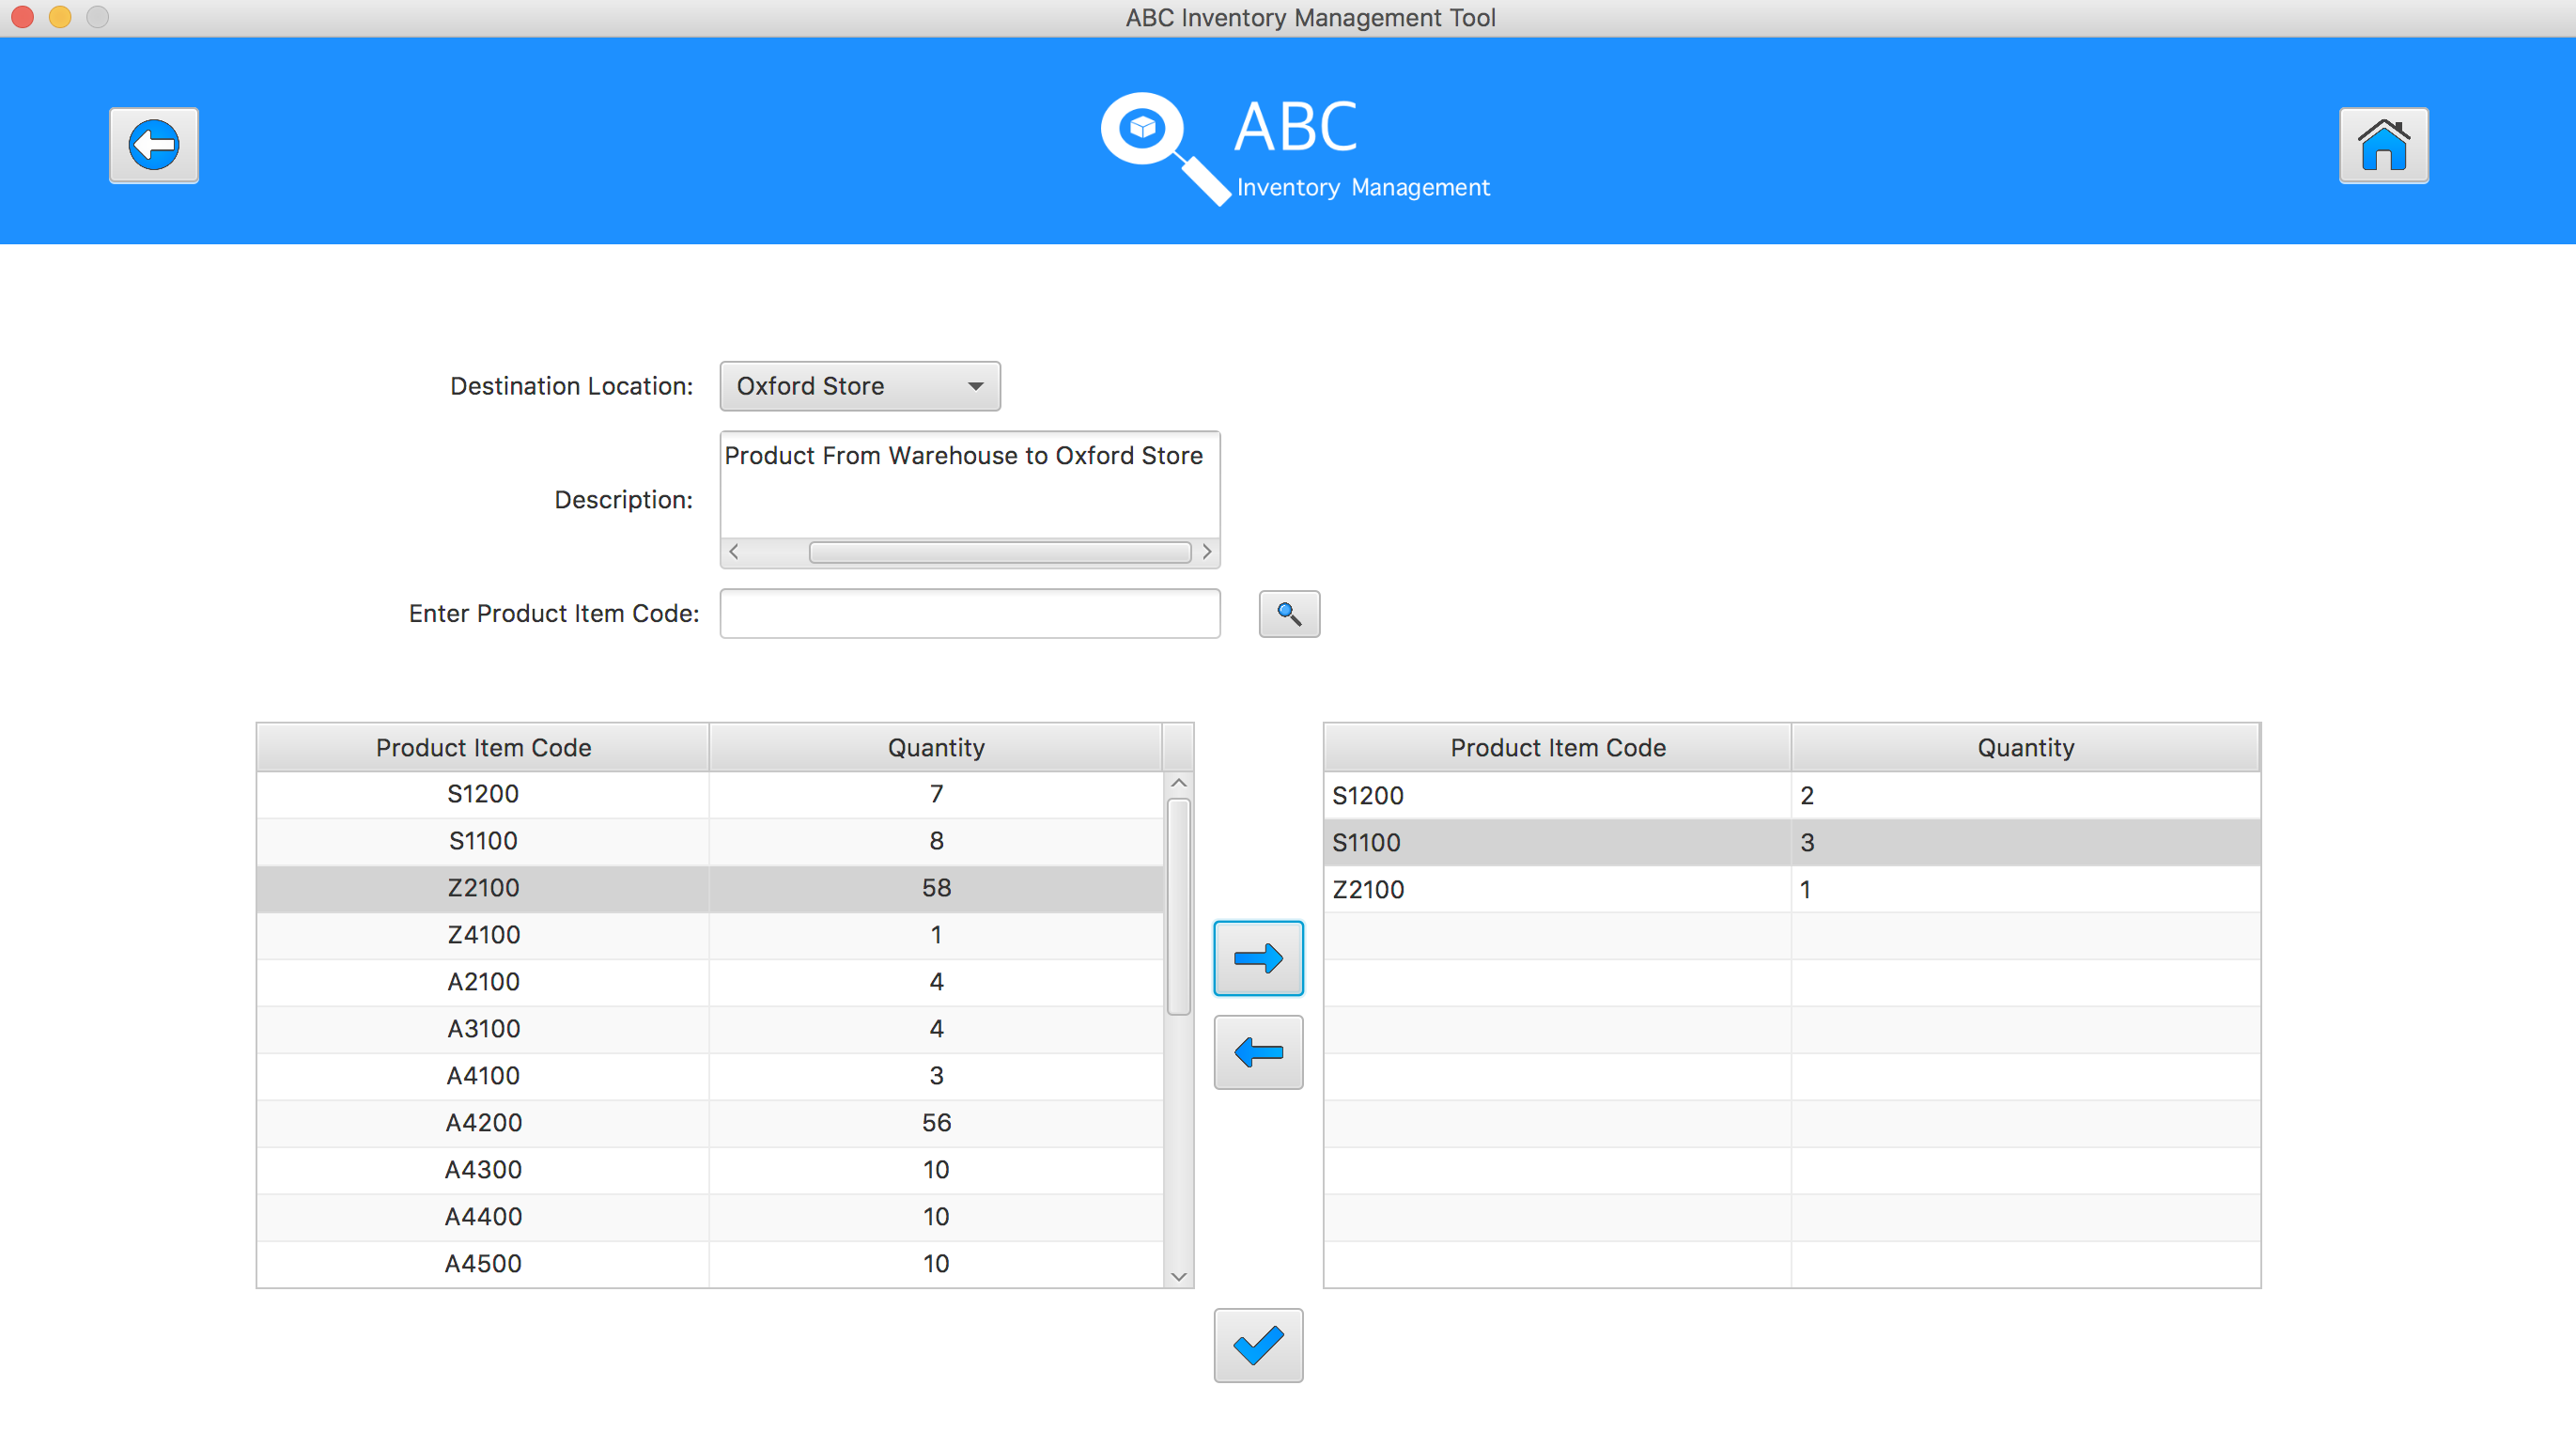 ABC Inventory Management Tool
ABC
Inventory Management
Destination Location: Oxford Store
Product From Warehouse to Oxford Store
Description:
Enter Product Item Code:
Product Item Code Quantity Product Item Code Quantity
S1200 7 S1200 2
S1100 8 S1100 3
Z2100 58 Z2100 1
Z4100 1
A2100 4
A3100 4
A4100 3
A4200 56
A4300 10
A4400 10
A4500 10